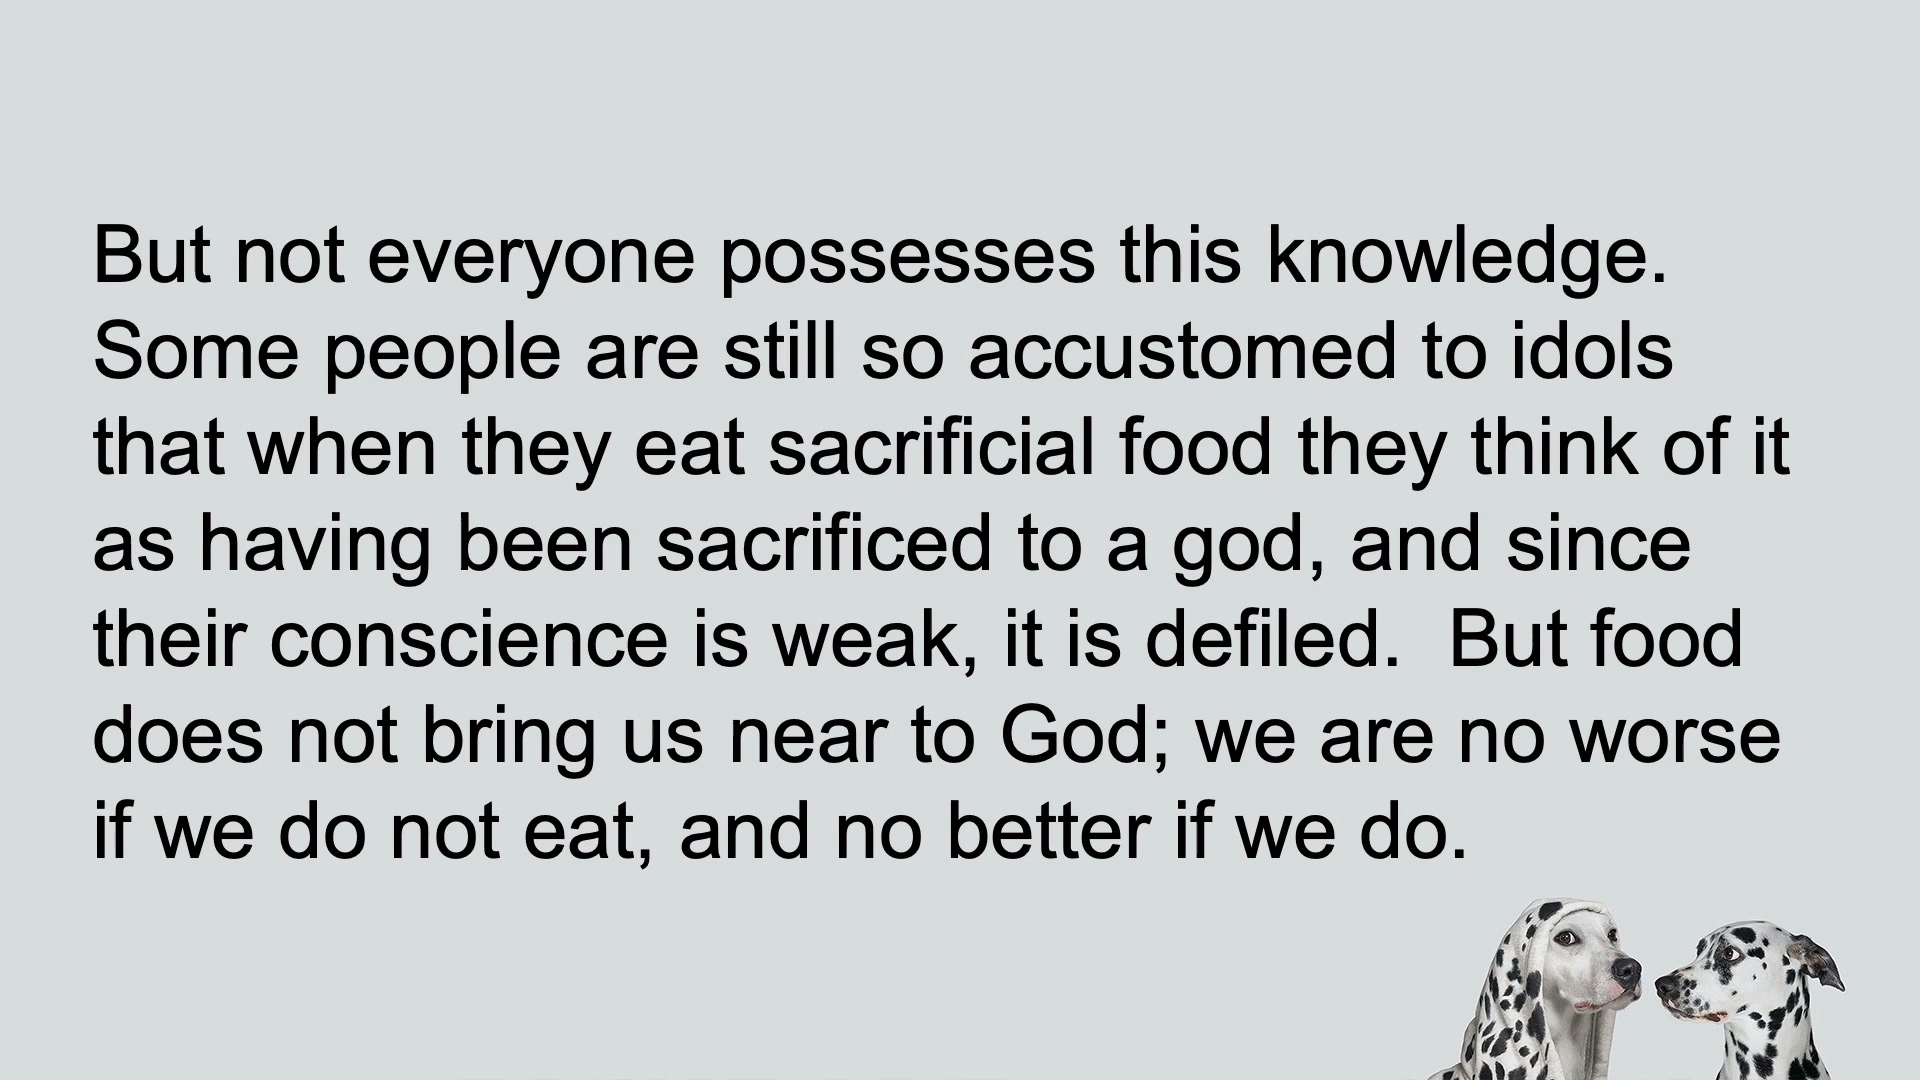 But not everyone possesses this knowledge.
Some people are still so accustomed to idols
that when they eat sacrificial food they think of it
as having been sacrificed to a god, and since
their conscience is weak, it is defiled.  But food
does not bring us near to God; we are no worse
if we do not eat, and no better if we do.